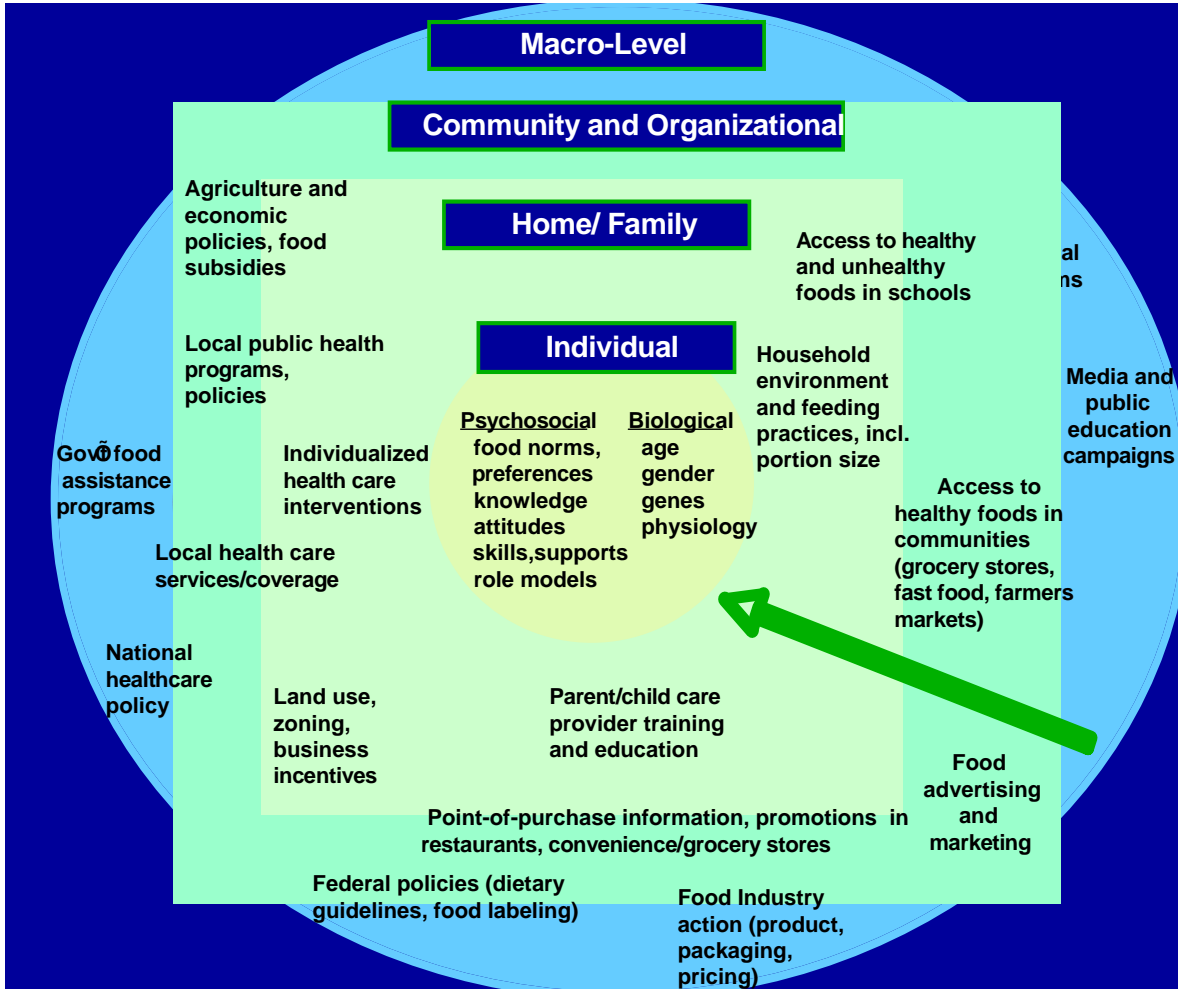 Macro-Level
Community and Organizational
Agriculture and
economic
policies, food
subsidies
Home/ Family
Access to healthy
and unhealthy
foods in schools
Local public health
programs,
policies
Individual
Household
environment
and feeding
practices, incl.
portion size
Media and
public
education
campaigns
Psychosocial
food norms,
preferences
knowledge
attitudes
skills,supports
role models
Biological
age
gender
genes
physiology
food
assistance
programs
Individualized
health care
interventions
Access to
healthy foods in
communities
(grocery stores,
fast food, farmers
markets)
Local health care
services/coverage
National
healthcare
policy
Land use,
zoning,
business
incentives
Parent/child care
provider training
and education
Food
advertising
and
marketing
Point-of-purchase information, promotions in
restaurants, convenience/grocery stores
Federal policies (dietary
guidelines, food labeling)
Food Industry
action (product,
packaging,
pricing)